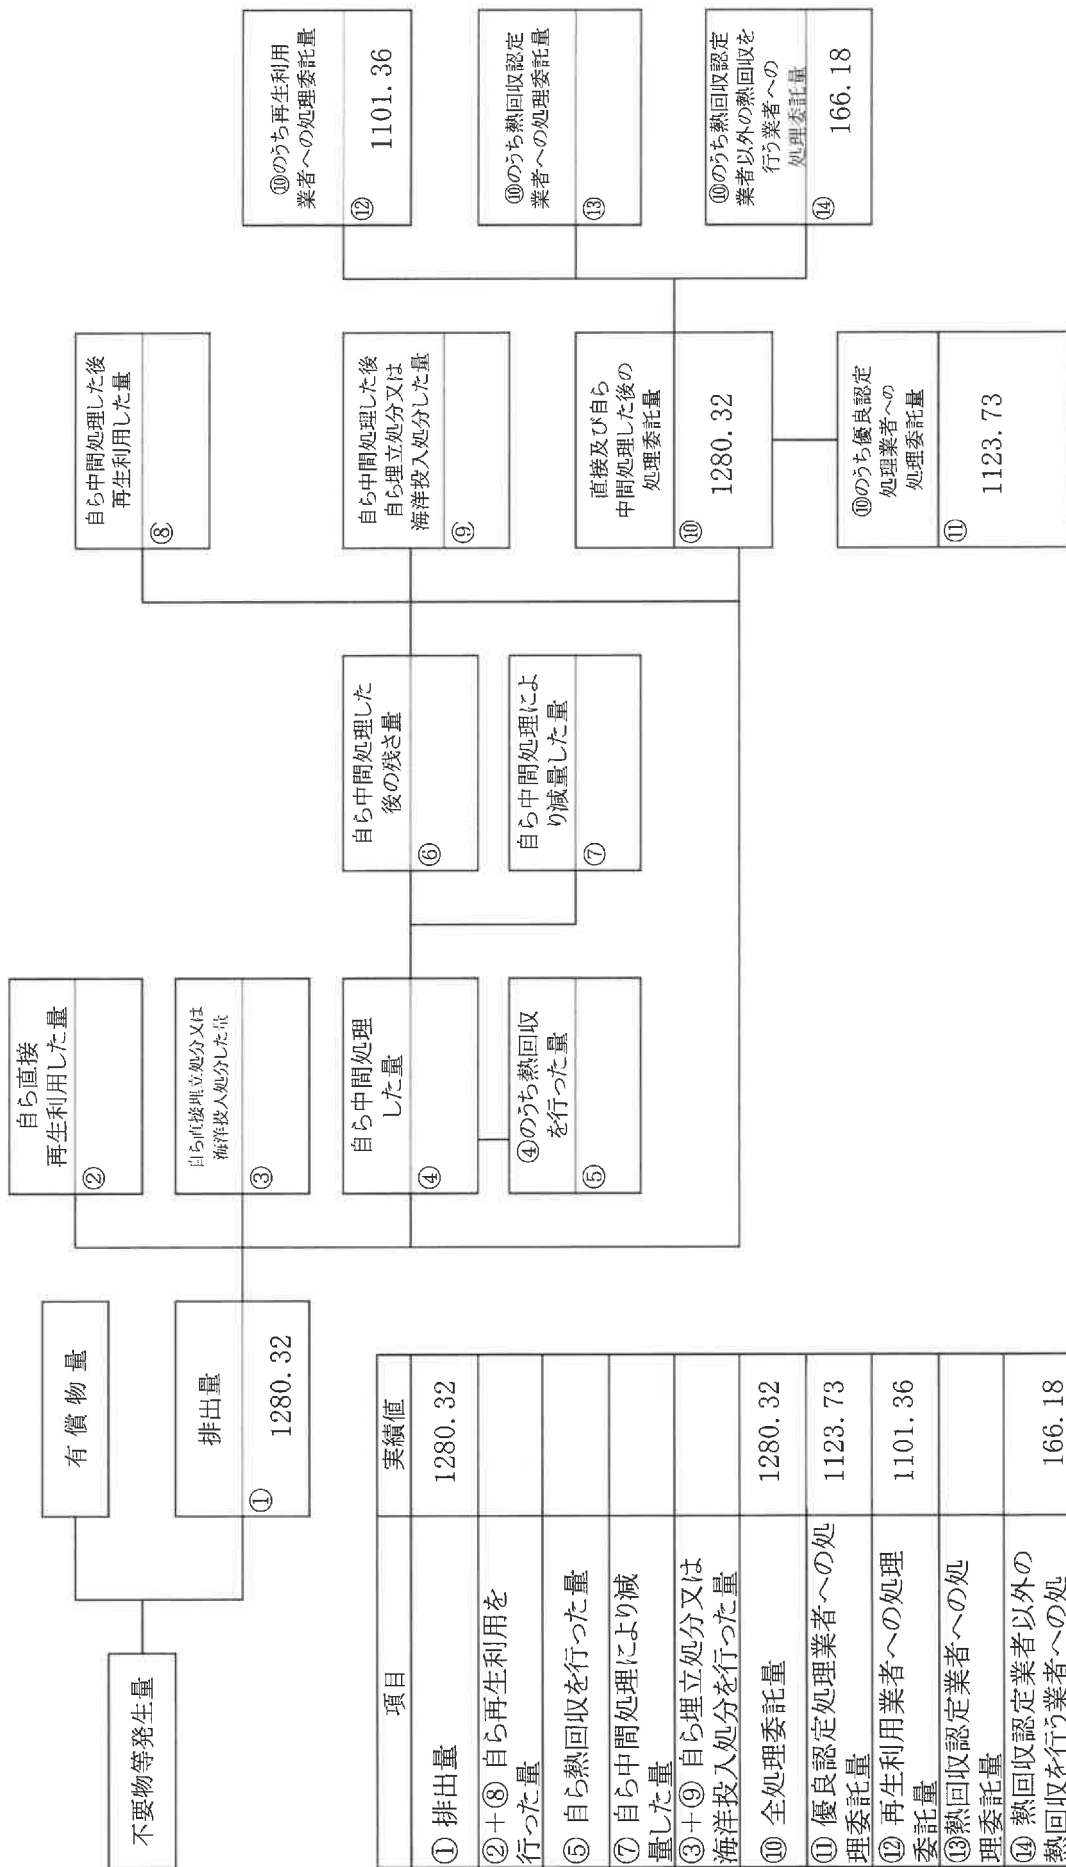 不要物等発生量
有償物量
排出量
①
1280.32
自ら直接
再生利用した量
②
自ら直接埋立処分又は
海洋投入処分した量
③
自ら中間処理
した量
④
④のうち熱回収
を行った量
⑤
自ら中間処理した
後の残さ量
⑥
自ら中間処理によ
り減量した量
⑦
自ら中間処理した後
再生利用した量
⑧
自ら中間処理した後
自ら埋立処分又は
海洋投入処分した量
⑨
直接及び自ら
中間処理した後の
処理委託量
⑩
1280.32
⑩のうち優良認定
処理業者への
処理委託量
⑪
1123.73
⑩のうち再生利用
業者への処理委託量
⑫
1101.36
⑩のうち熱回収認定
業者への処理委託量
⑬
⑩のうち熱回収認定
業者以外の熱回収を
行う業者への
処理委託量
⑭
166.18
項目 実績値
① 排出量 1280.32
②+⑧ 自ら再生利用を
行った量
⑤ 自ら熱回収を行った量
⑦ 自ら中間処理により減
量した量
③+⑨ 自ら埋立処分又は
海洋投入処分を行った量
⑩ 全処理委託量 1280.32
⑪ 優良認定処理業者への処
理委託量 1123.73
⑫ 再生利用業者への処理
委託量 1101.36
⑬熱回収認定業者への処
理委託量
⑭ 熱回収認定業者以外の
熱回収を行う業者への処 166.18